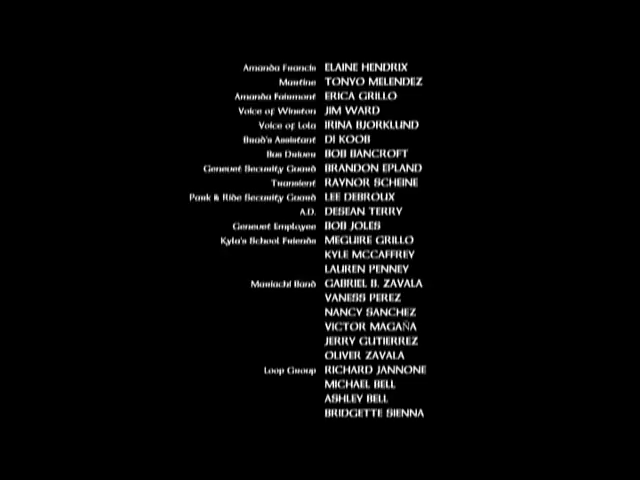 Amanda Francis ELAINE HENDRIX
Martine TONYO MELENDEZ
Amanda Fairmont ERICA GRILLO
Voice of Winston JIM WARD
Voice of Lola IRINA BJORKLUND
Brad's Assistant DI KOOB
Bus Driver BOB BANCROFT
Genevet Security Guard BRANDON EPLAND
Transient RAYNOR SCHEINE
Park & Ride Security Guard LEE DEBROUX
A.D. DESEAN TERRY
Genevet Employee BOB JOLES
Kyla's School Friends MEGUIRE GRILLO
KYLE MCCAFFREY
LAUREN PENNEY
Mariachi Band GABRIEL B. ZAVALA
VANESS PEREZ
NANCY SANCHEZ
VICTOR MAGAÑA
JERRY GUTIERREZ
OLIVER ZAVALA
Loop Group RICHARD JANNONE
MICHAEL BELL
ASHLEY BELL
BRIDGETTE SIENNA